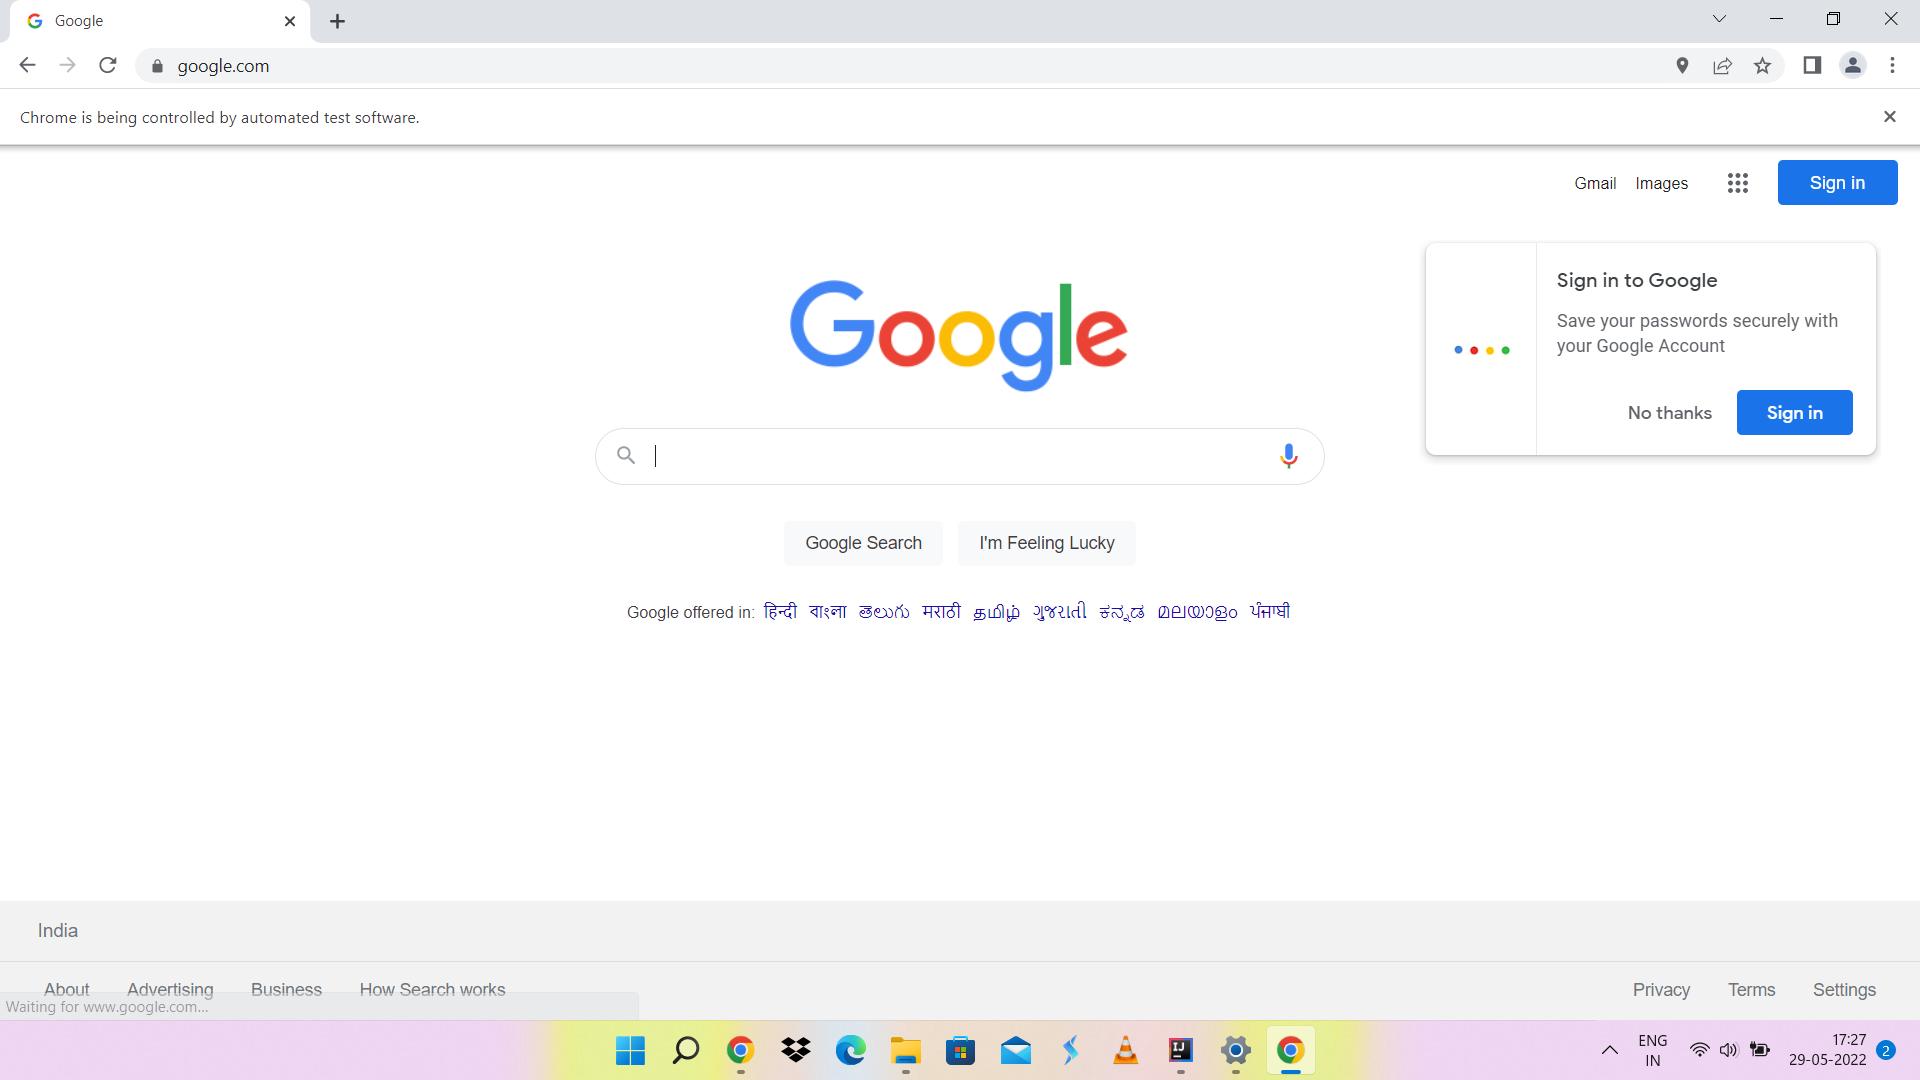 Google
google.com
Chrome is being controlled by automated test software.
Gmail Images Sign in
Sign in to Google
Save your passwords securely with
your Google Account
No thanks Sign in
Google
Google Search I'm Feeling Lucky
Google offered in: हिन्दी বাংলা తెలుగు मराठी தமிழ் ગુજરાતી ಕನ್ನಡ മലയാളം ਪੰਜਾਬੀ
India
About Advertising Business How Search works Privacy Terms Settings
Waiting for www.google.com...
ENG
IN
17:27
29-05-2022
2